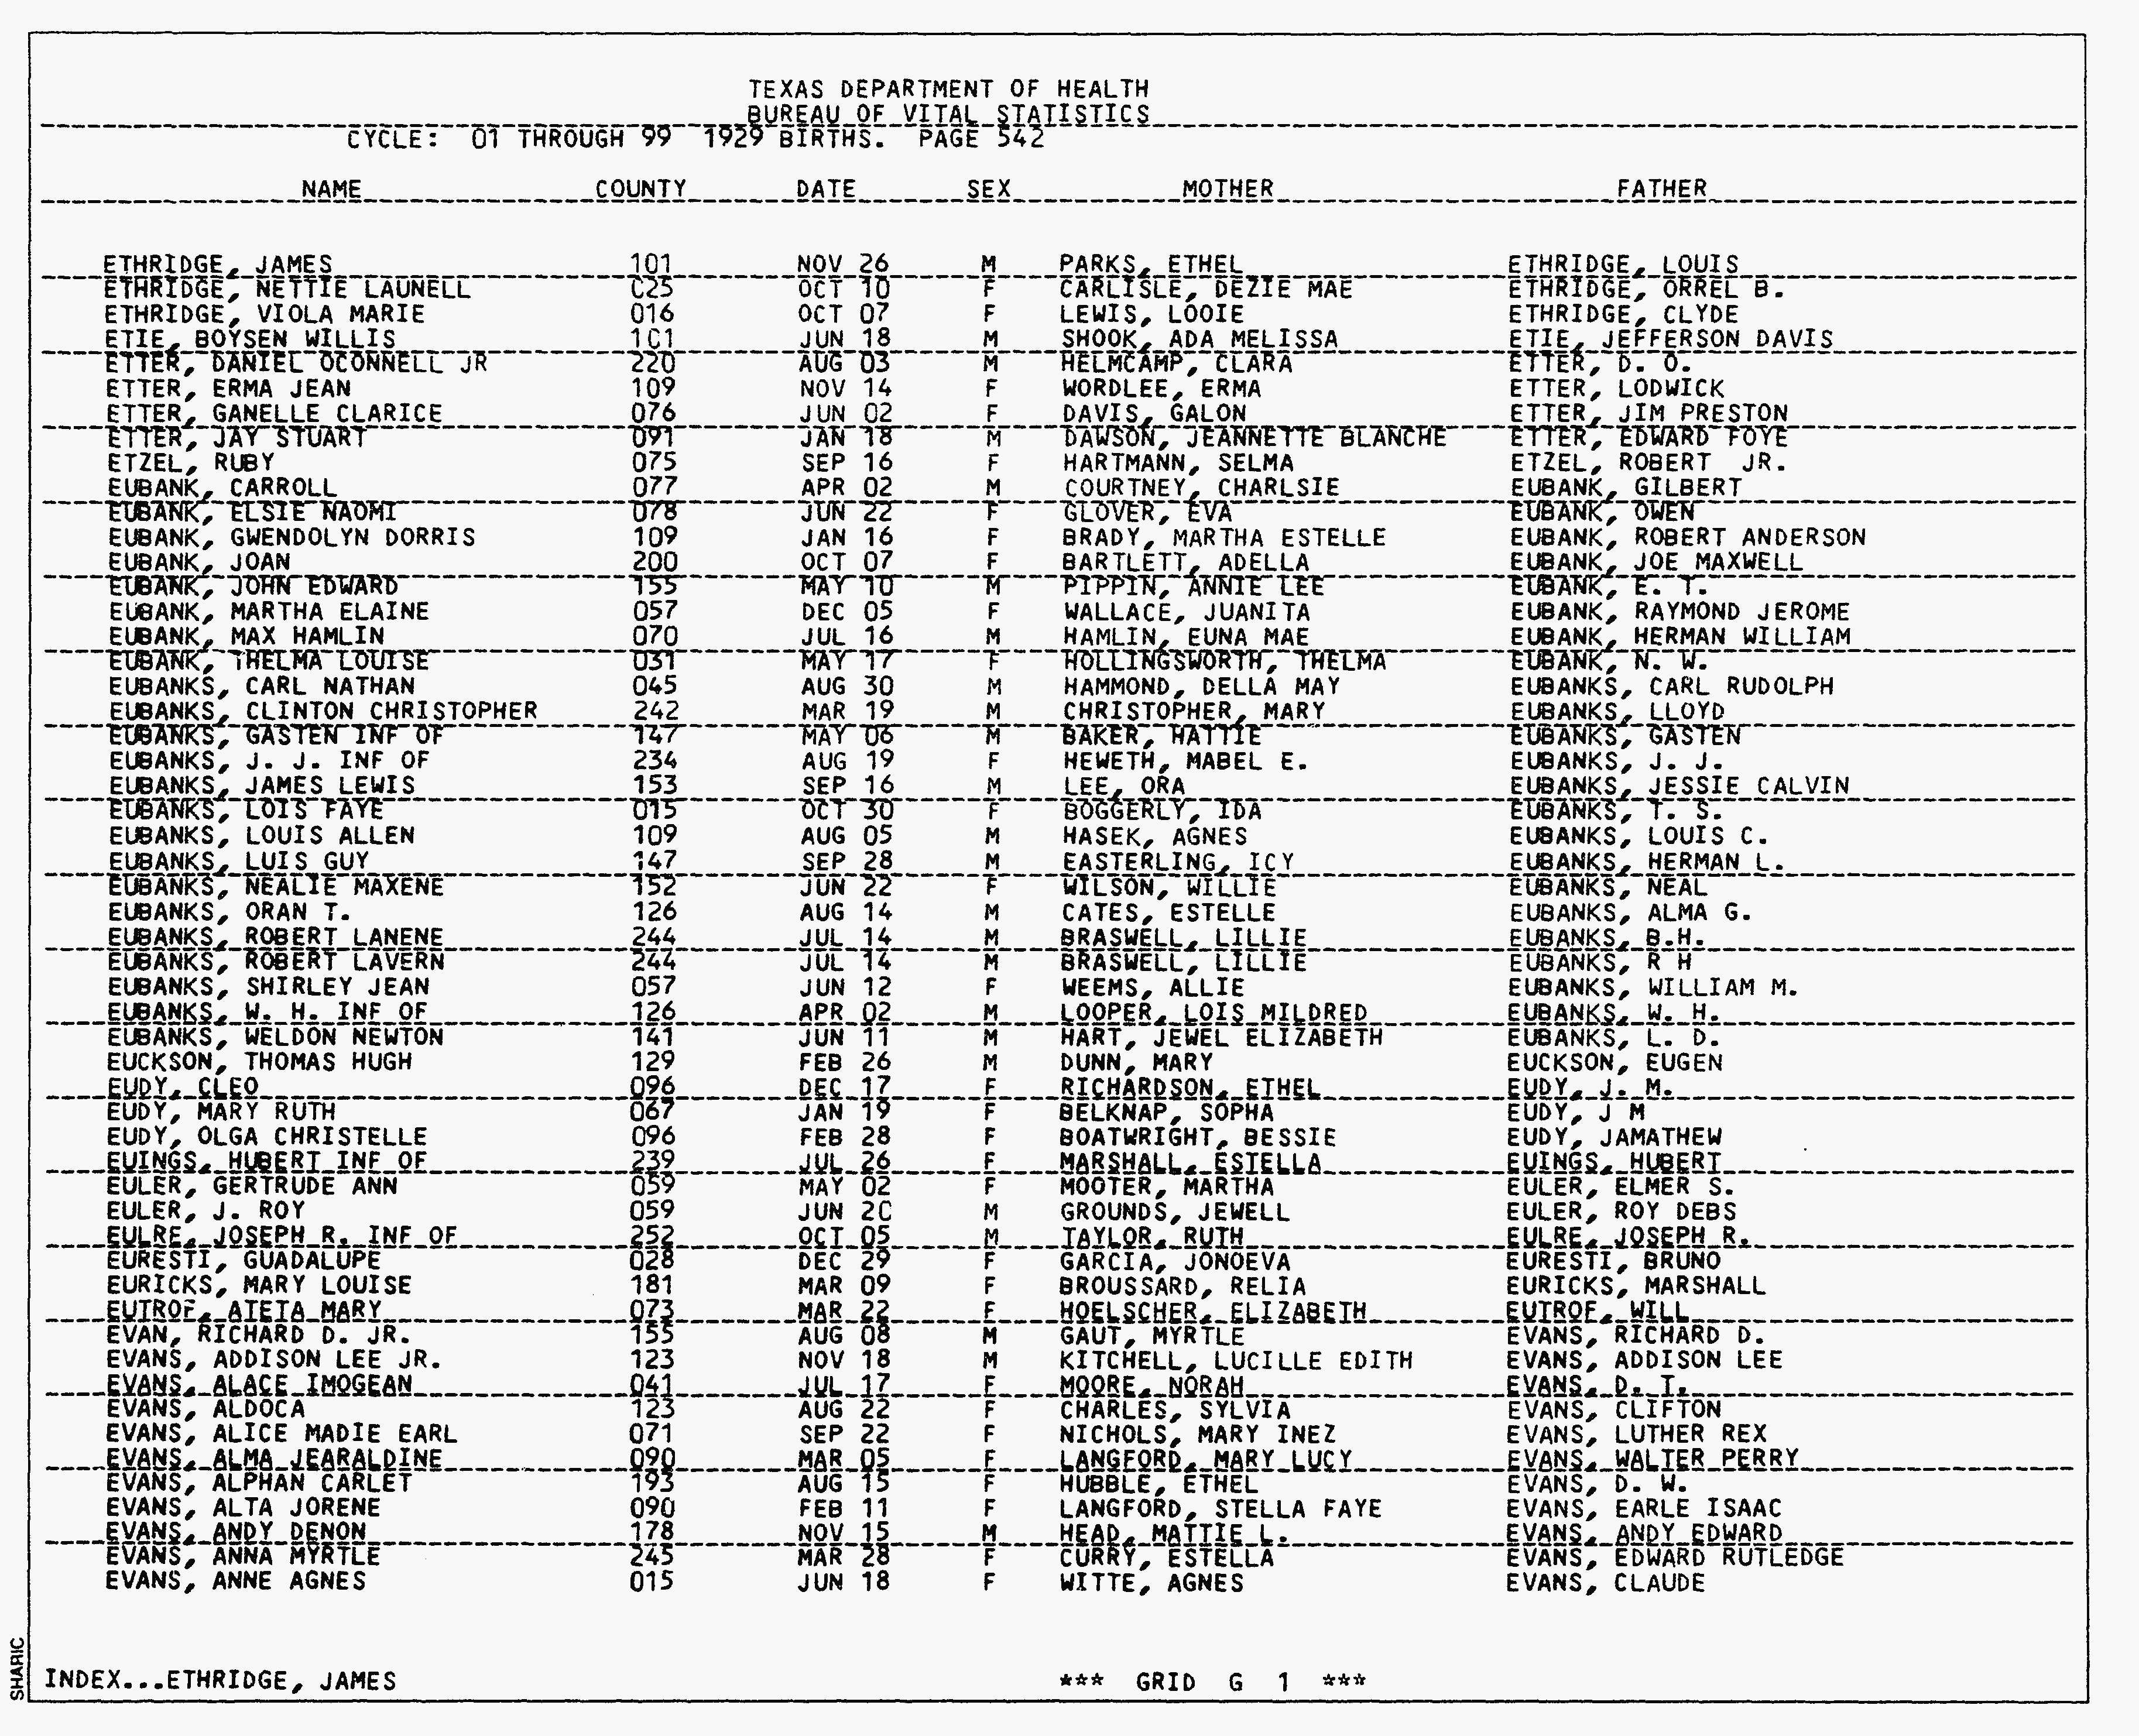 TEXAS DEPARTMENT OF HEALTH
BUREAU OF VITAL STATISTICS
CYCLE: 01 THROUGH 99 1929 BIRTHS. PAGE 542
NAME COUNTY DATE SEX MOTHER FATHER
ETHRIDGE, JAMES 101 NOV 26 M PARKS, ETHEL ETHRIDGE, LOUIS
ETHRIDGE, NETTIE LAUNELL C25 OCT 10 F CARLISLE, DEZIE MAE ETHRIDGE, ORREL B.
ETHRIDGE, VIOLA MARIE 016 OCT 07 F LEWIS, LOOIE ETHRIDGE, CLYDE
ETIE, BOYSEN WILLIS 1C1 JUN 18 M SHOOK, ADA MELISSA ETIE, JEFFERSON DAVIS
ETTER, DANIEL OCONNELL JR 220 AUG 03 M HELMCAMP, CLARA ETTER, D. O.
ETTER, ERMA JEAN 109 NOV 14 F WORDLEE, ERMA ETTER, LODWICK
ETTER, GANELLE CLARICE 076 JUN 02 F DAVIS, GALON ETTER, JIM PRESTON
ETTER, JAY STUART 091 JAN 18 M DAWSON, JEANNETTE BLANCHE ETTER, EDWARD FOYE
ETZEL, RUBY 075 SEP 16 F HARTMANN, SELMA ETZEL, ROBERT JR.
EUBANK, CARROLL 077 APR 02 M COURTNEY, CHARLSIE EUBANK, GILBERT
EUBANK, ELSIE NAOMI 078 JUN 22 F GLOVER, EVA EUBANK, OWEN
EUBANK, GWENDOLYN DORRIS 109 JAN 16 F BRADY, MARTHA ESTELLE EUBANK, ROBERT ANDERSON
EUBANK, JOAN 200 OCT 07 F BARTLETT, ADELLA EUBANK, JOE MAXWELL
EUBANK, JOHN EDWARD 155 MAY 10 M PIPPIN, ANNIE LEE EUBANK, E. T.
EUBANK, MARTHA ELAINE 057 DEC 05 F WALLACE, JUANITA EUBANK, RAYMOND JEROME
EUBANK, MAX HAMLIN 070 JUL 16 M HAMLIN, EUNA MAE EUBANK, HERMAN WILLIAM
EUBANK, THELMA LOUISE 031 MAY 17 F HOLLINGSWORTH, THELMA EUBANK, N. W.
EUBANKS, CARL NATHAN 045 AUG 30 M HAMMOND, DELLA MAY EUBANKS, CARL RUDOLPH
EUBANKS, CLINTON CHRISTOPHER 242 MAR 19 M CHRISTOPHER, MARY EUBANKS, LLOYD
EUBANKS, GASTEN INF OF 147 MAY 06 M BAKER, HATTIE EUBANKS, GASTEN
EUBANKS, J. J. INF OF 234 AUG 19 F HEWETH, MABEL E. EUBANKS, J. J.
EUBANKS, JAMES LEWIS 153 SEP 16 M LEE, ORA EUBANKS, JESSIE CALVIN
EUBANKS, LOIS FAYE 015 OCT 30 F BOGGERLY, IDA EUBANKS, T. S.
EUBANKS, LOUIS ALLEN 109 AUG 05 M HASEK, AGNES EUBANKS, LOUIS C.
EUBANKS, LUIS GUY 147 SEP 28 M EASTERLING, ICY EUBANKS, HERMAN L.
EUBANKS, NEALIE MAXENE 152 JUN 22 F WILSON, WILLIE EUBANKS, NEAL
EUBANKS, ORAN T. 126 AUG 14 M CATES, ESTELLE EUBANKS, ALMA G.
EUBANKS, ROBERT LANENE 244 JUL 14 M BRASWELL, LILLIE EUBANKS, B.H.
EUBANKS, ROBERT LAVERN 244 JUL 14 M BRASWELL, LILLIE EUBANKS, R H
EUBANKS, SHIRLEY JEAN 057 JUN 12 F WEEMS, ALLIE EUBANKS, WILLIAM M.
EUBANKS, W. H. INF OF 126 APR 02 M LOOPER, LOIS MILDRED EUBANKS, W. H.
EUBANKS, WELDON NEWTON 141 JUN 11 M HART, JEWEL ELIZABETH EUBANKS, L. D.
EUCKSON, THOMAS HUGH 129 FEB 26 M DUNN, MARY EUCKSON, EUGEN
EUDY, CLEO 096 DEC 17 F RICHARDSON, ETHEL EUDY, J. M.
EUDY, MARY RUTH 067 JAN 19 F BELKNAP, SOPHA EUDY, J M
EUDY, OLGA CHRISTELLE 096 FEB 28 F BOATWRIGHT, BESSIE EUDY, JAMATHEW
EUINGS, HUBERT INF OF 239 JUL 26 F MARSHALL, ESTELLA EUINGS, HUBERT
EULER, GERTRUDE ANN 059 MAY 02 F MOOTER, MARTHA EULER, ELMER S.
EULER, J. ROY 059 JUN 2C M GROUNDS, JEWELL EULER, ROY DEBS
EULRE, JOSEPH R. INF OF 252 OCT 05 M TAYLOR, RUTH EULRE, JOSEPH R.
EURESTI, GUADALUPE 028 DEC 29 F GARCIA, JONOEVA EURESTI, BRUNO
EURICKS, MARY LOUISE 181 MAR 09 F BROUSSARD, RELIA EURICKS, MARSHALL
EUTROF, ATETA MARY 073 MAR 22 F HOELSCHER, ELIZABETH EUTROF, WILL
EVAN, RICHARD D. JR. 155 AUG 08 M GAUT, MYRTLE EVANS, RICHARD D.
EVANS, ADDISON LEE JR. 123 NOV 18 M KITCHELL, LUCILLE EDITH EVANS, ADDISON LEE
EVANS, ALACE IMOGEAN 041 JUL 17 F MOORE, NORAH EVANS, D. T.
EVANS, ALDOCA 123 AUG 22 F CHARLES, SYLVIA EVANS, CLIFTON
EVANS, ALICE MADIE EARL 071 SEP 22 F NICHOLS, MARY INEZ EVANS, LUTHER REX
EVANS, ALMA JEARALDINE 090 MAR 05 F LANGFORD, MARY LUCY EVANS, WALTER PERRY
EVANS, ALPHAN CARLET 193 AUG 15 F HUBBLE, ETHEL EVANS, D. W.
EVANS, ALTA JORENE 090 FEB 11 F LANGFORD, STELLA FAYE EVANS, EARLE ISAAC
EVANS, ANDY DENON 178 NOV 15 M HEAD, MATTIE L. EVANS, ANDY EDWARD
EVANS, ANNA MYRTLE 245 MAR 28 F CURRY, ESTELLA EVANS, EDWARD RUTLEDGE
EVANS, ANNE AGNES 015 JUN 18 F WITTE, AGNES EVANS, CLAUDE
INDEX...ETHRIDGE, JAMES *** GRID G 1 ***
SHARIC